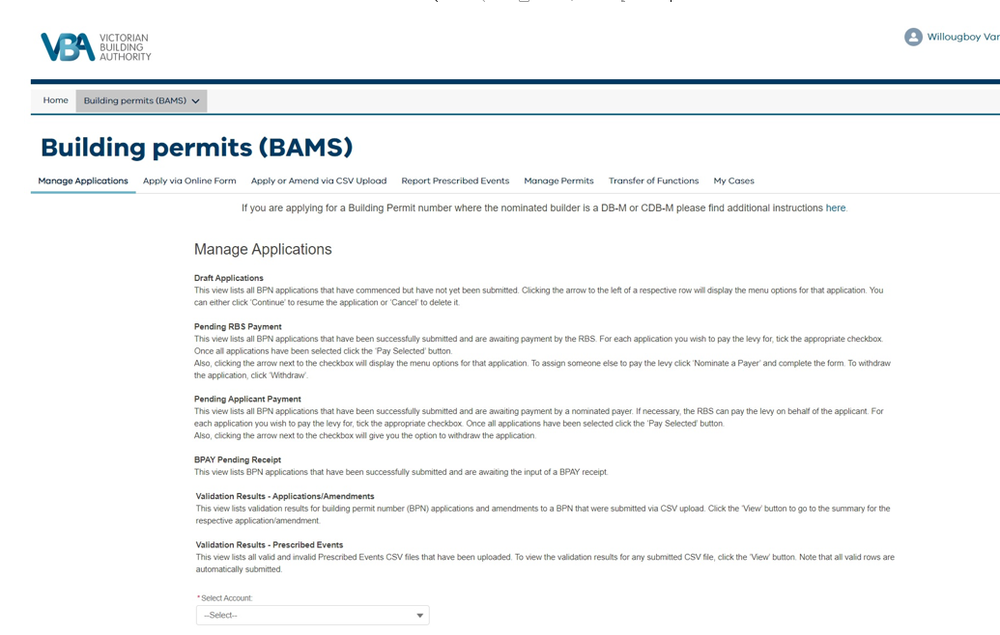 VICTORIAN
BUILDING
AUTHORITY
VBA
Willougboy Var
Home
Building permits (BAMS)
Building permits (BAMS)
Manage Applications
Apply via Online Form
Apply or Amend via CSV Upload
Report Prescribed Events
Manage Permits
Transfer of Functions
My Cases
If you are applying for a Building Permit number where the nominated builder is a DB-M or CDB-M please find additional instructions here.
Manage Applications
Draft Applications
This view lists all BPN applications that have commenced but have not yet been submitted. Clicking the arrow to the left of a respective row will display the menu options for that application. You
can either click 'Continue' to resume the application or 'Cancel' to delete it.
Pending RBS Payment
This view lists all BPN applications that have been successfully submitted and are awaiting payment by the RBS. For each application you wish to pay the levy for, tick the appropriate checkbox.
Once all applications have been selected click the 'Pay Selected' button.
Also, clicking the arrow next to the checkbox will display the menu options for that application. To assign someone else to pay the levy click 'Nominate a Payer' and complete the form. To withdraw
the application, click 'Withdraw'.
Pending Applicant Payment
This view lists all BPN applications that have been successfully submitted and are awaiting payment by a nominated payer. If necessary, the RBS can pay the levy on behalf of the applicant. For
each application you wish to pay the levy for, tick the appropriate checkbox. Once all applications have been selected click the 'Pay Selected' button.
Also, clicking the arrow next to the checkbox will give you the option to withdraw the application.
BPAY Pending Receipt
This view lists BPN applications that have been successfully submitted and are awaiting the input of a BPAY receipt.
Validation Results - Applications/Amendments
This view lists validation results for building permit number (BPN) applications and amendments to a BPN that were submitted via CSV upload. Click the 'View' button to go to the summary for the
respective application/amendment.
Validation Results - Prescribed Events
This view lists all valid and invalid Prescribed Events CSV files that have been uploaded. To view the validation results for any submitted CSV file, click the 'View' button. Note that all valid rows are
automatically submitted.
* Select Account:
--Select--